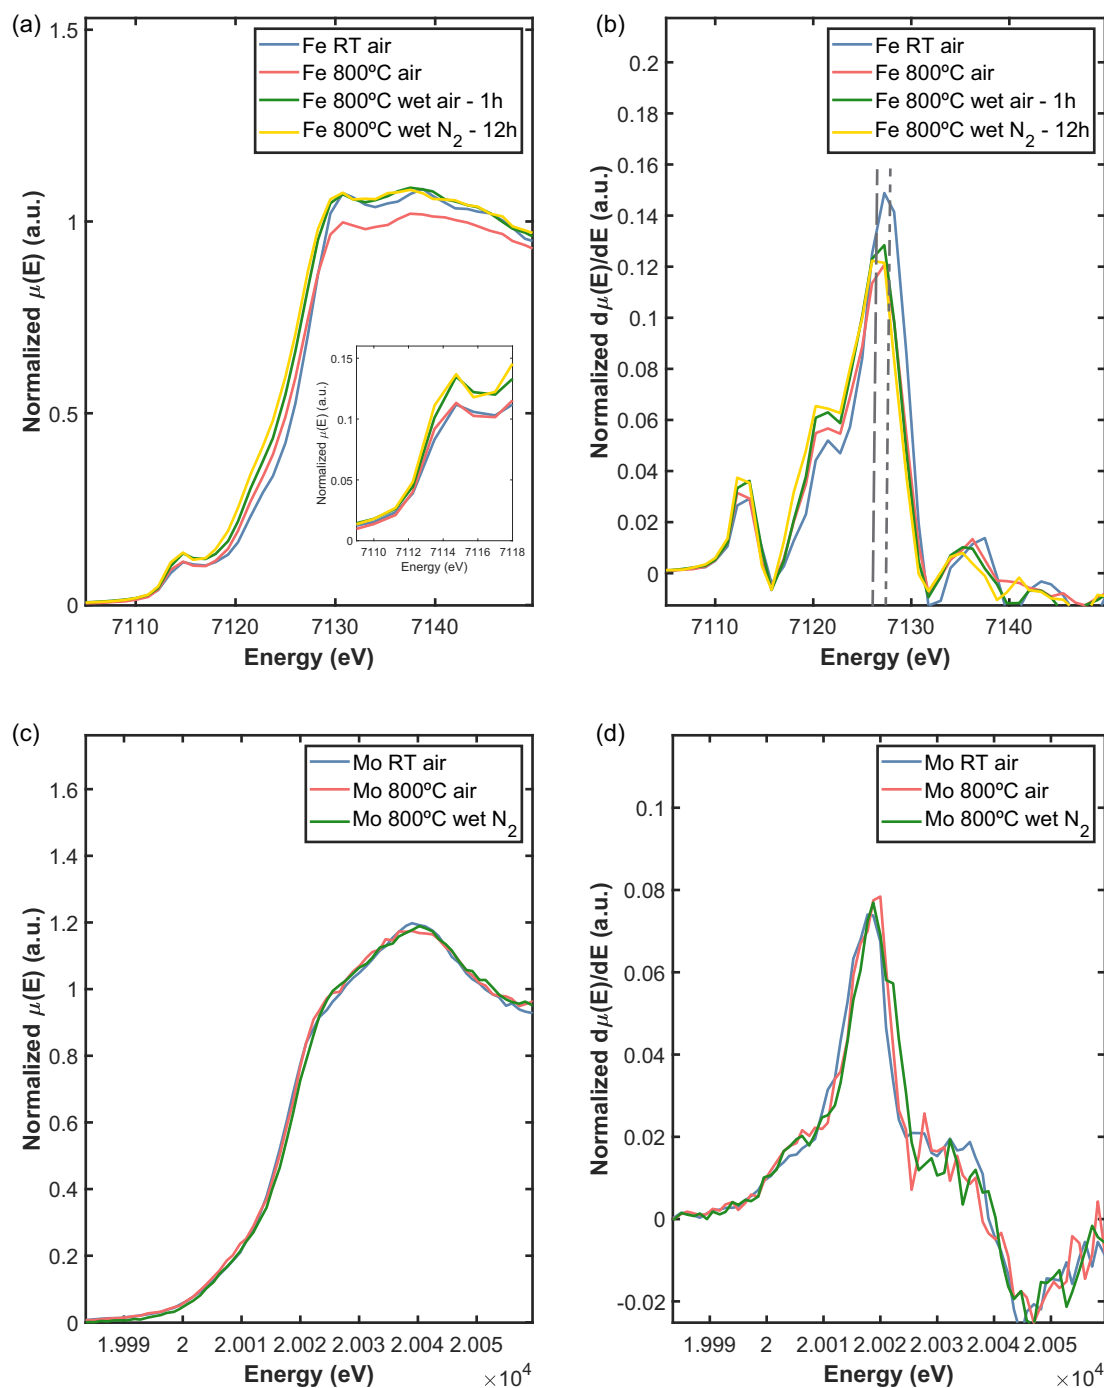 (a)
Fe RT air
Fe 800ºC air
Fe 800ºC wet air - 1h
Fe 800ºC wet N2 - 12h
Normalized μ(E) (a.u.)
1.5
1
0.5
0
7110 7120 7130 7140
Energy (eV)
Normalized μ(E) (a.u.)
0.15
0.1
0.05
0
7110 7112 7114 7116 7118
Energy (eV)
(b)
Fe RT air
Fe 800ºC air
Fe 800ºC wet air - 1h
Fe 800ºC wet N2 - 12h
Normalized dμ(E)/dE (a.u.)
0.2
0.18
0.16
0.14
0.12
0.1
0.08
0.06
0.04
0.02
0
7110 7120 7130 7140
Energy (eV)
(c)
Mo RT air
Mo 800ºC air
Mo 800ºC wet N2
Normalized μ(E) (a.u.)
1.6
1.4
1.2
1
0.8
0.6
0.4
0.2
0
1.999 2 2.001 2.002 2.003 2.004 2.005
Energy (eV)
×10^4
(d)
Mo RT air
Mo 800ºC air
Mo 800ºC wet N2
Normalized dμ(E)/dE (a.u.)
0.1
0.08
0.06
0.04
0.02
0
-0.02
1.999 2 2.001 2.002 2.003 2.004 2.005
Energy (eV)
×10^4